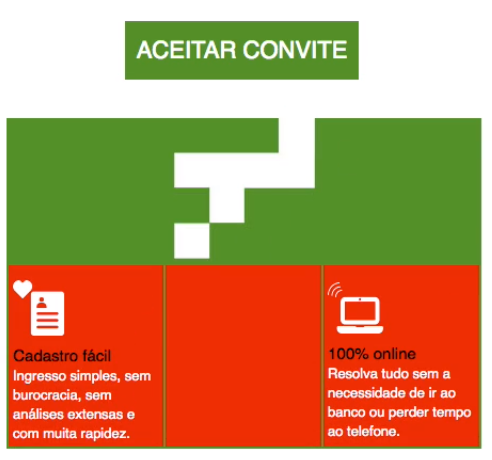 ACEITAR CONVITE
Cadastro fácil
Ingresso simples, sem
burocracia, sem
análises extensas e
com muita rapidez.
100% online
Resolva tudo sem a
necessidade de ir ao
banco ou perder tempo
ao telefone.